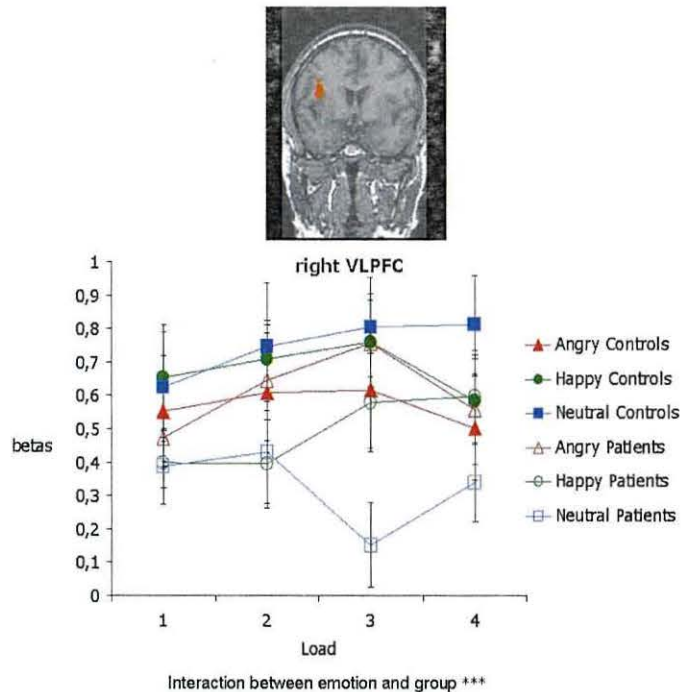 right VLPFC
1
0,9
0,8
0,7
0,6
0,5
0,4
0,3
0,2
0,1
0
betas
1 2 3 4
Load
Angry Controls
Happy Controls
Neutral Controls
Angry Patients
Happy Patients
Neutral Patients
Interaction between emotion and group ***